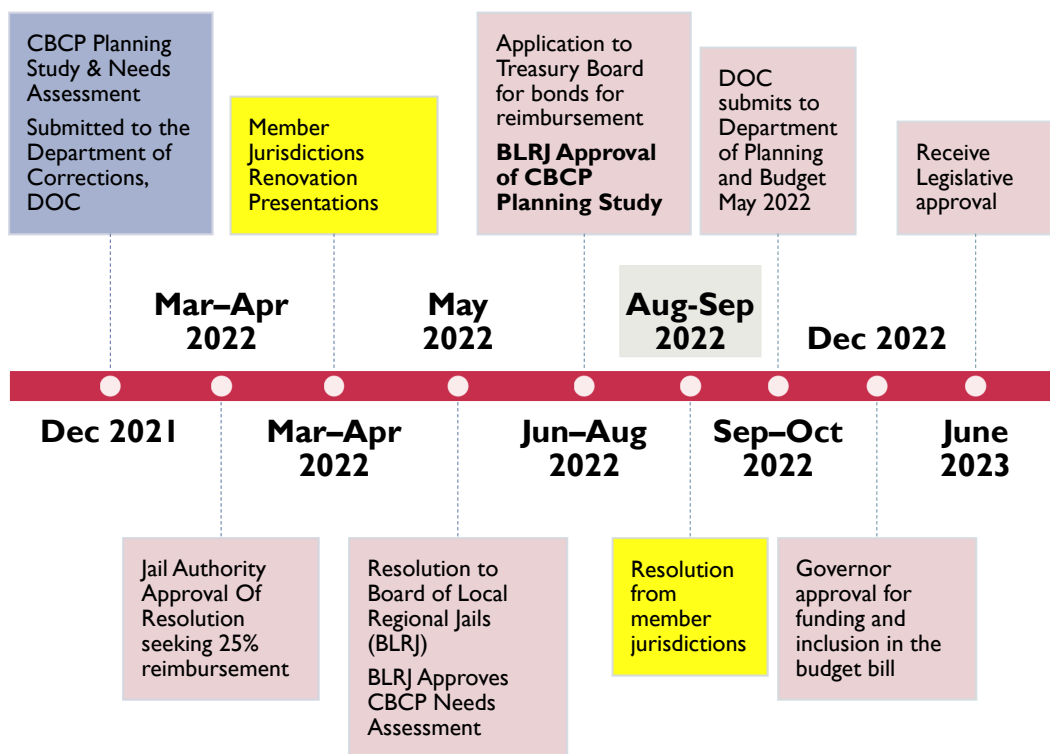 CBCP Planning
Study & Needs
Assessment
Submitted to the
Department of
Corrections,
DOC
Member
Jurisdictions
Renovation
Presentations
Application to
Treasury Board
for bonds for
reimbursement
BLRJ Approval
of CBCP
Planning Study
DOC
submits to
Department
of Planning
and Budget
May 2022
Receive
Legislative
approval
Mar–Apr
2022
May
2022
Aug-Sep
2022
Dec 2022
Dec 2021
Mar–Apr
2022
Jun–Aug
2022
Sep–Oct
2022
June
2023
Jail Authority
Approval Of
Resolution
seeking 25%
reimbursement
Resolution to
Board of Local
Regional Jails
(BLRJ)
BLRJ Approves
CBCP Needs
Assessment
Resolution
from
member
jurisdictions
Governor
approval for
funding and
inclusion in the
budget bill